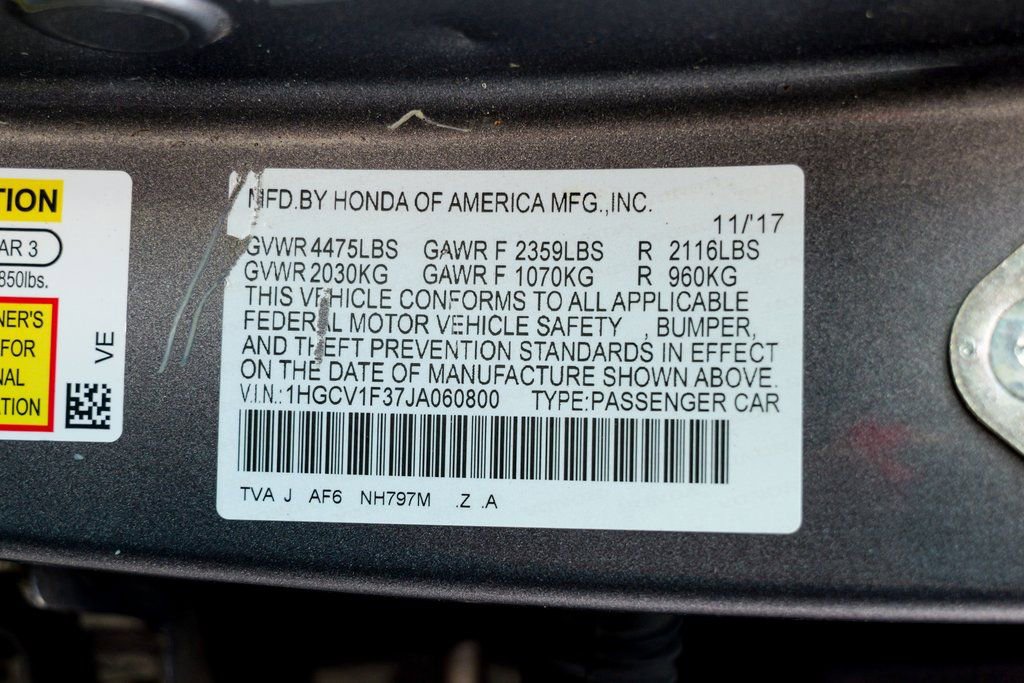 TION
AR 3
850lbs.
NER'S
FOR
NAL
ATION
VE
MFD.BY HONDA OF AMERICA MFG.,INC.
11/'17
GVWR 4475LBS GAWR F 2359LBS R 2116LBS
GVWR 2030KG GAWR F 1070KG R 960KG
THIS VEHICLE CONFORMS TO ALL APPLICABLE
FEDERAL MOTOR VEHICLE SAFETY , BUMPER,
AND THEFT PREVENTION STANDARDS IN EFFECT
ON THE DATE OF MANUFACTURE SHOWN ABOVE.
V.I.N.:1HGCV1F37JA060800 TYPE:PASSENGER CAR
TVA J AF6 NH797M .Z .A